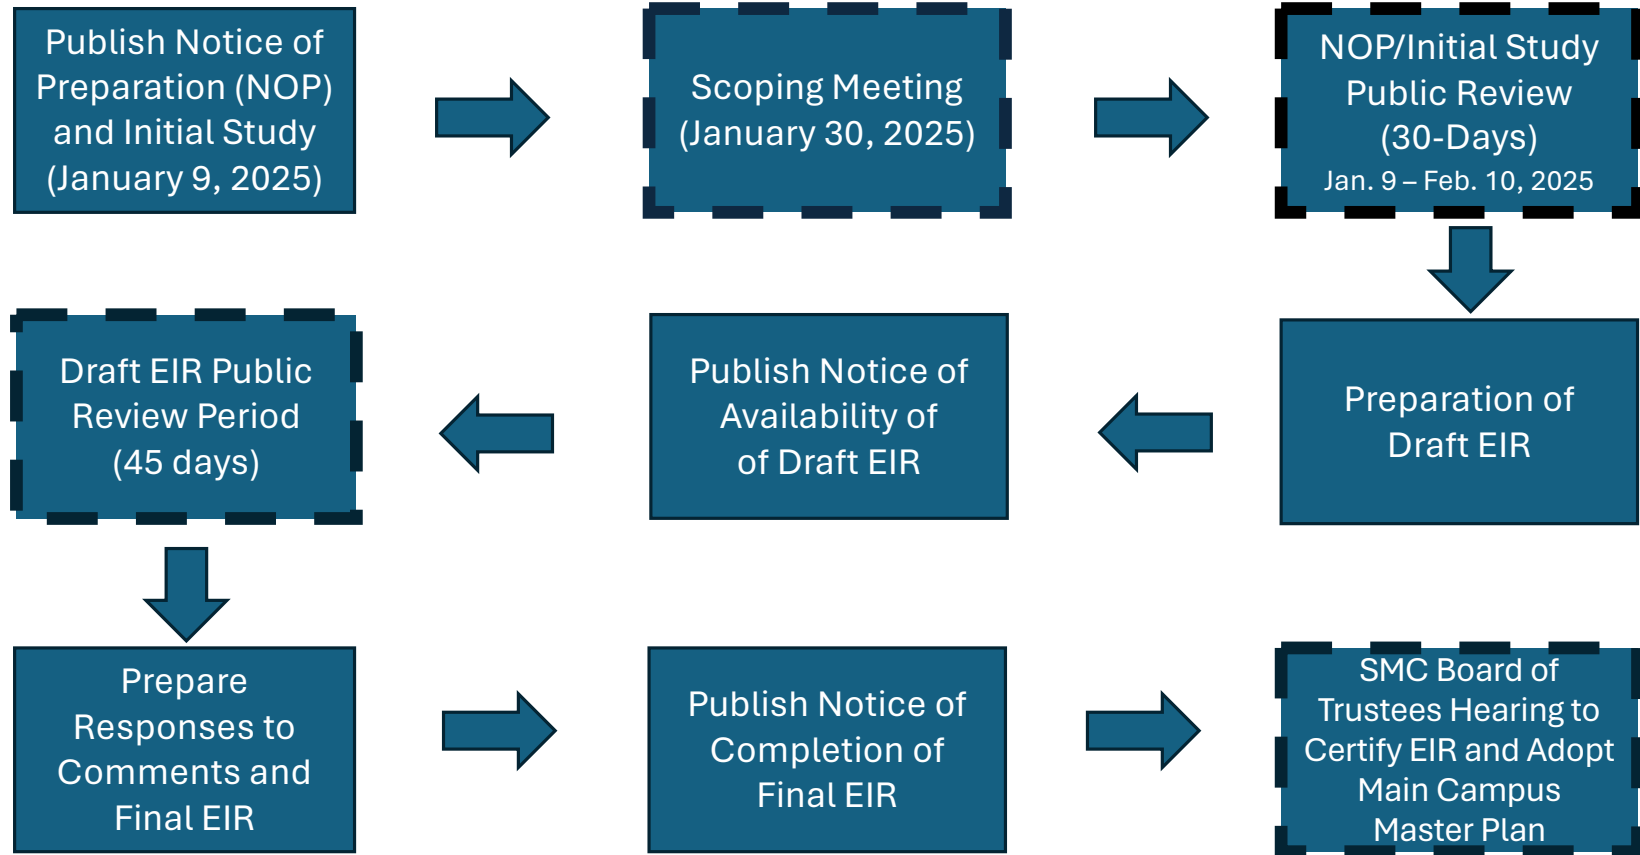 Publish Notice of
Preparation (NOP)
and Initial Study
(January 9, 2025)
Scoping Meeting
(January 30, 2025)
NOP/Initial Study
Public Review
(30-Days)
Jan. 9 – Feb. 10, 2025
Preparation of
Draft EIR
Publish Notice of
Availability of
of Draft EIR
Draft EIR Public
Review Period
(45 days)
Prepare
Responses to
Comments and
Final EIR
Publish Notice of
Completion of
Final EIR
SMC Board of
Trustees Hearing to
Certify EIR and Adopt
Main Campus
Master Plan